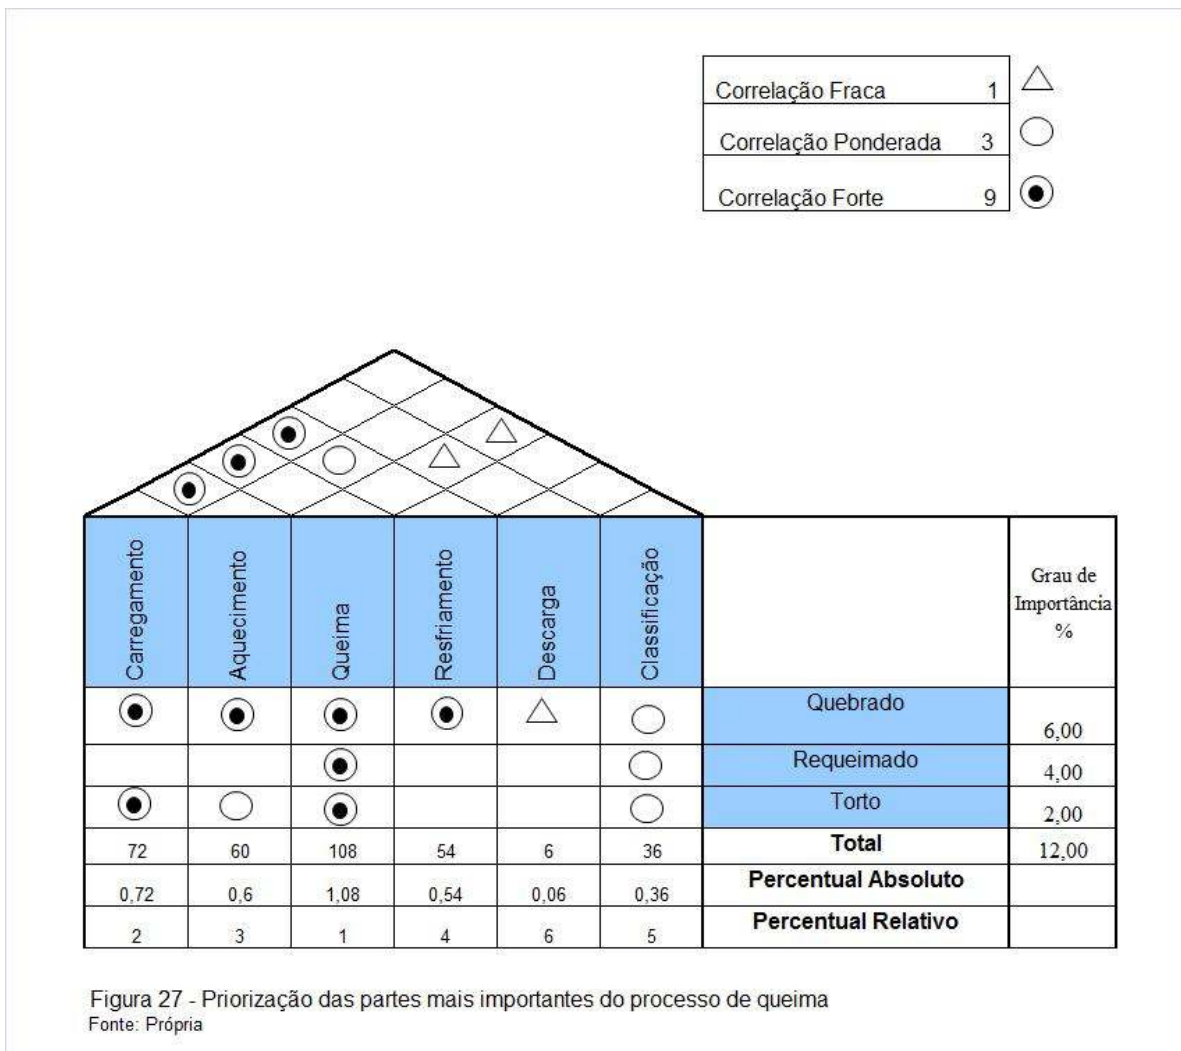 Correlação Fraca 1
Correlação Ponderada 3
Correlação Forte 9
Carregamento
Aquecimento
Queima
Resfriamento
Descarga
Classificação
Grau de
Importância
%
Quebrado
6,00
Requeimado
4,00
Torto
2,00
72 60 108 54 6 36 Total 12,00
0,72 0,6 1,08 0,54 0,06 0,36 Percentual Absoluto
2 3 1 4 6 5 Percentual Relativo
Figura 27 - Priorização das partes mais importantes do processo de queima
Fonte: Própria